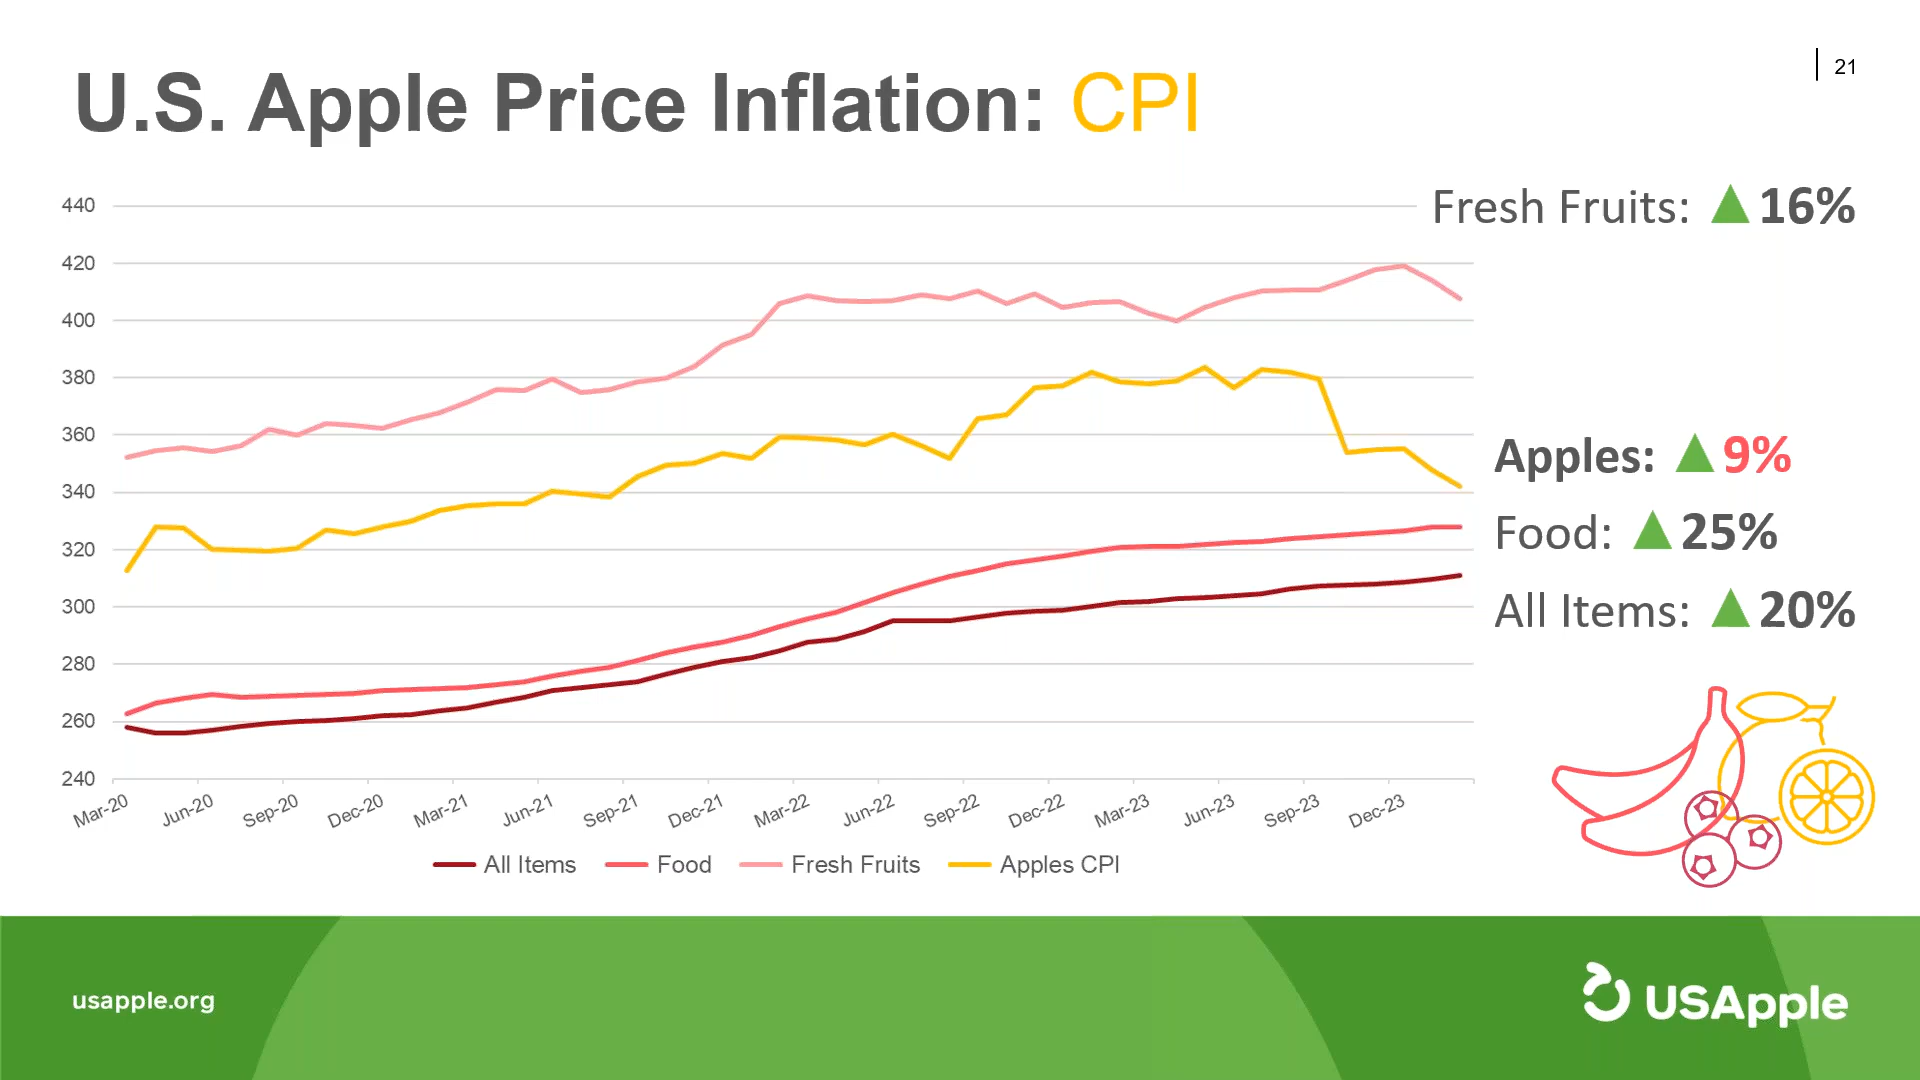 21
U.S. Apple Price Inflation: CPI
440
420
400
380
360
340
320
300
280
260
240
Mar-20 Jun-20 Sep-20 Dec-20 Mar-21 Jun-21 Sep-21 Dec-21 Mar-22 Jun-22 Sep-22 Dec-22 Mar-23 Jun-23 Sep-23 Dec-23
All Items Food Fresh Fruits Apples CPI
Fresh Fruits: ▲16%
Apples: ▲9%
Food: ▲25%
All Items: ▲20%
usapple.org
USApple